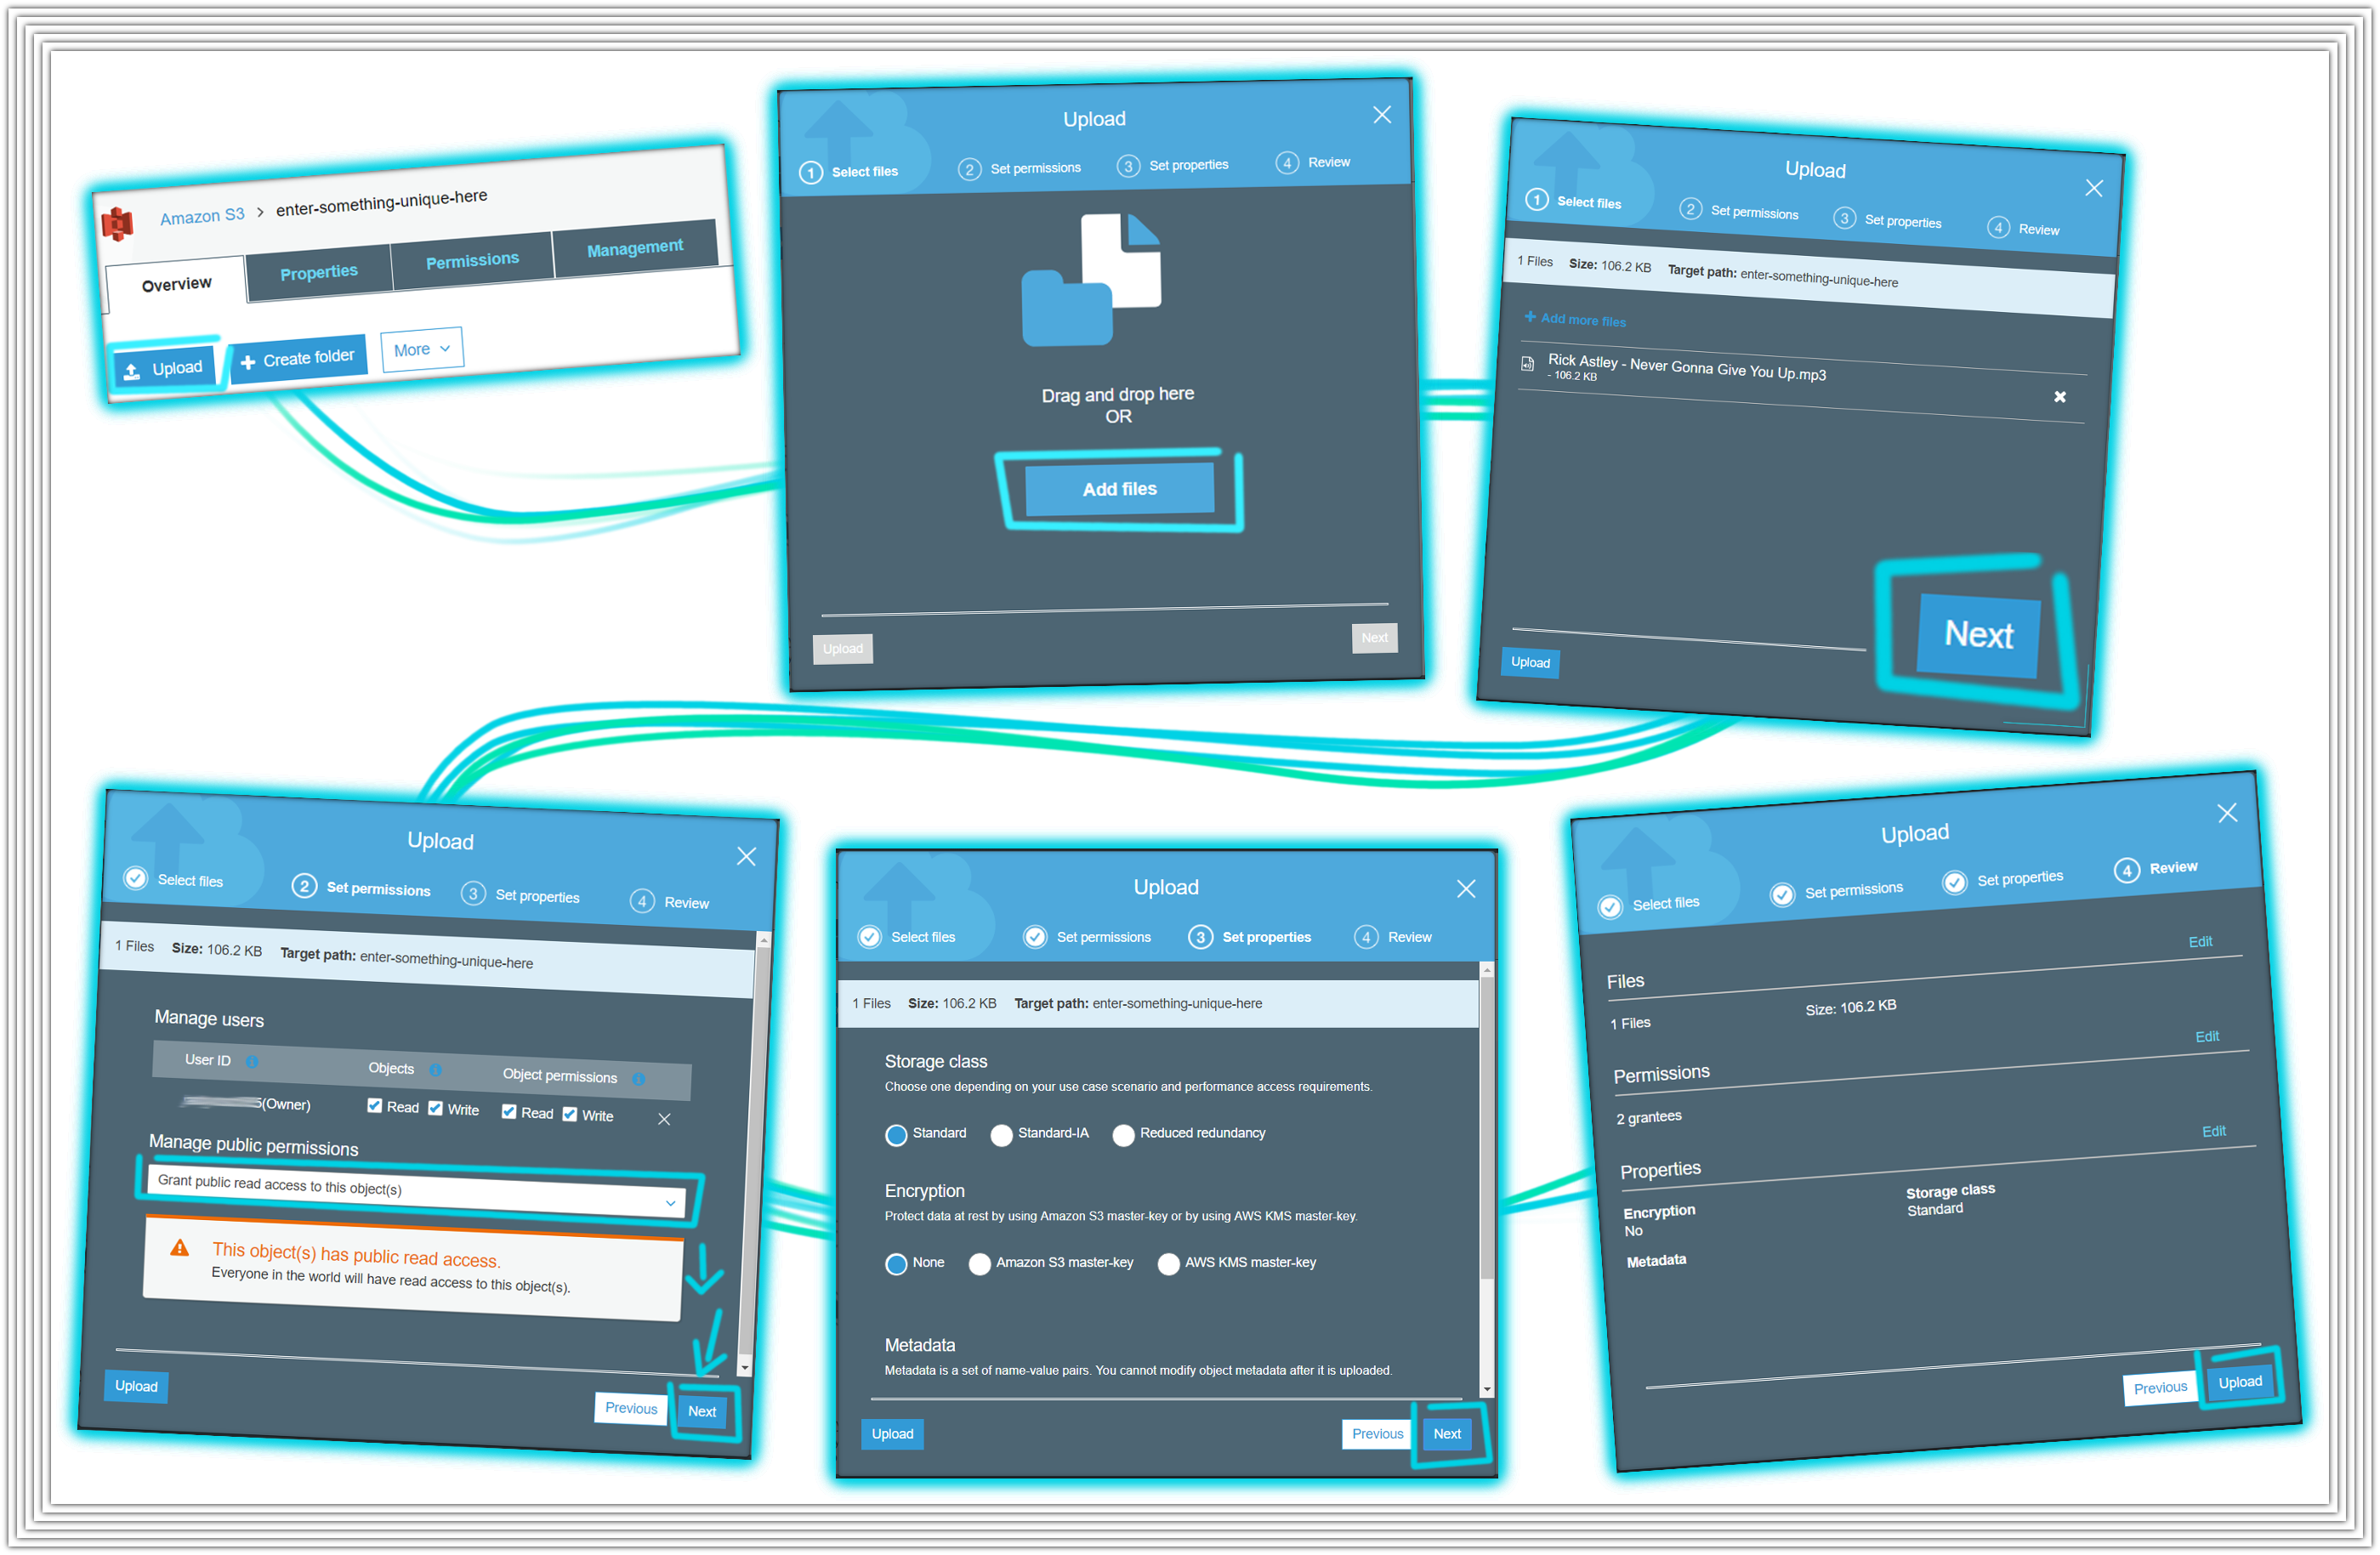 Amazon S3 > enter-something-unique-here
Overview Properties Permissions Management
Upload + Create folder More
Upload
1 Select files 2 Set permissions 3 Set properties 4 Review
Drag and drop here
OR
Add files
Upload Next
Upload
1 Select files 2 Set permissions 3 Set properties 4 Review
1 Files Size: 106.2 KB Target path: enter-something-unique-here
+ Add more files
Rick Astley - Never Gonna Give You Up.mp3
- 106.2 KB
Next
Upload
Upload
Select files 2 Set permissions 3 Set properties 4 Review
1 Files Size: 106.2 KB Target path: enter-something-unique-here
Manage users
User ID Objects Object permissions
5(Owner) Read Write Read Write
Manage public permissions
Grant public read access to this object(s)
This object(s) has public read access.
Everyone in the world will have read access to this object(s).
Upload Previous Next
Upload
Select files Set permissions 3 Set properties 4 Review
1 Files Size: 106.2 KB Target path: enter-something-unique-here
Storage class
Choose one depending on your use case scenario and performance access requirements.
Standard Standard-IA Reduced redundancy
Encryption
Protect data at rest by using Amazon S3 master-key or by using AWS KMS master-key.
None Amazon S3 master-key AWS KMS master-key
Metadata
Metadata is a set of name-value pairs. You cannot modify object metadata after it is uploaded.
Upload Previous Next
Upload
Select files Set permissions Set properties 4 Review
Edit
Files
1 Files Size: 106.2 KB
Edit
Permissions
2 grantees
Edit
Properties
Encryption Storage class
No Standard
Metadata
Previous Upload